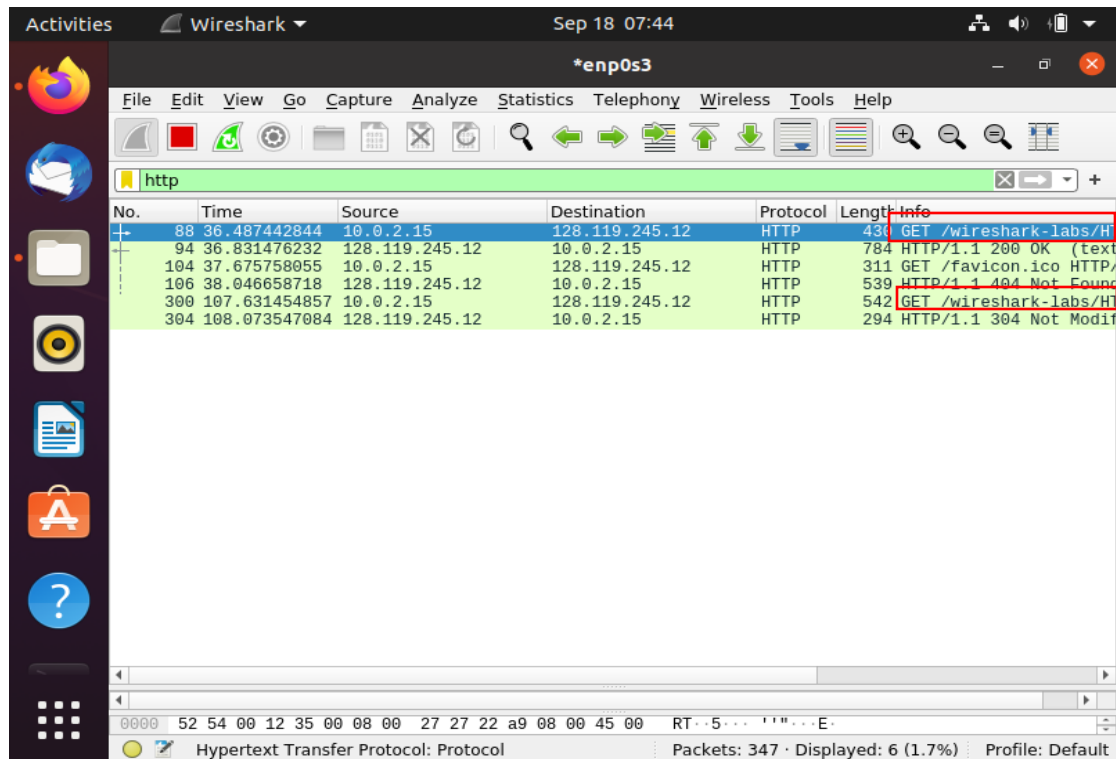 Activities Wireshark Sep 18 07:44
*enp0s3
File Edit View Go Capture Analyze Statistics Telephony Wireless Tools Help
http
No. Time Source Destination Protocol Length Info
88 36.487442844 10.0.2.15 128.119.245.12 HTTP 430 GET /wireshark-labs/HT
94 36.831476232 128.119.245.12 10.0.2.15 HTTP 784 HTTP/1.1 200 OK (text
104 37.675758055 10.0.2.15 128.119.245.12 HTTP 311 GET /favicon.ico HTTP/
106 38.046658718 128.119.245.12 10.0.2.15 HTTP 539 HTTP/1.1 404 Not Found
300 107.631454857 10.0.2.15 128.119.245.12 HTTP 542 GET /wireshark-labs/HT
304 108.073547084 128.119.245.12 10.0.2.15 HTTP 294 HTTP/1.1 304 Not Modif
0000 52 54 00 12 35 00 08 00 27 27 22 a9 08 00 45 00 RT··5··· ''"···E·
Hypertext Transfer Protocol: Protocol Packets: 347 · Displayed: 6 (1.7%) Profile: Default